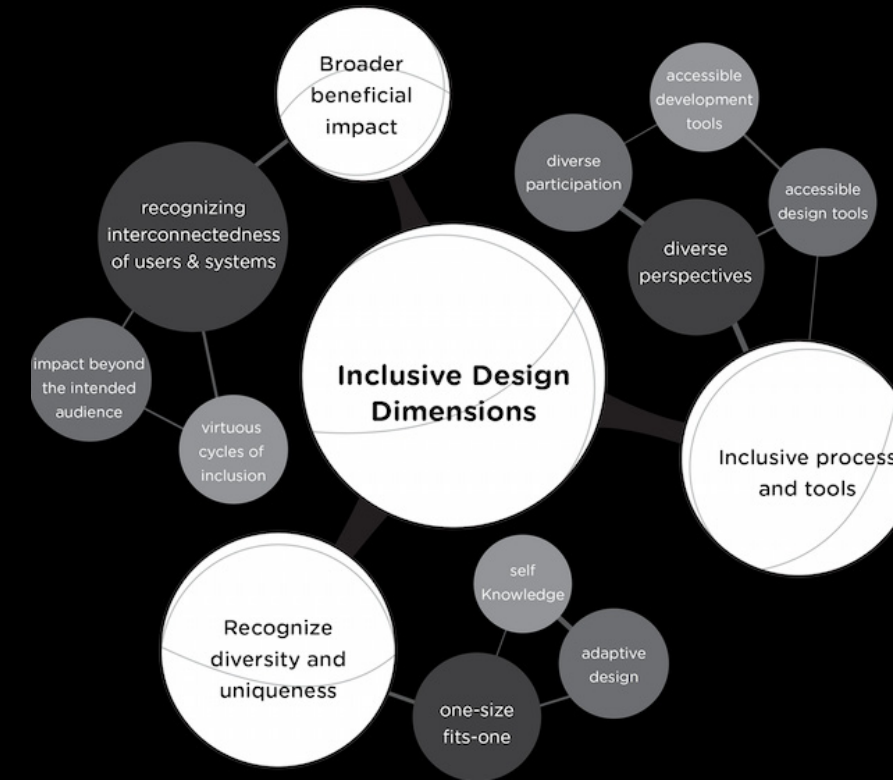 Broader
beneficial
impact
recognizing
interconnectedness
of users & systems
impact beyond
the intended
audience
virtuous
cycles of
inclusion
Inclusive Design
Dimensions
accessible
development
tools
diverse
participation
accessible
design tools
diverse
perspectives
Inclusive process
and tools
Recognize
diversity and
uniqueness
self
Knowledge
adaptive
design
one-size
fits-one